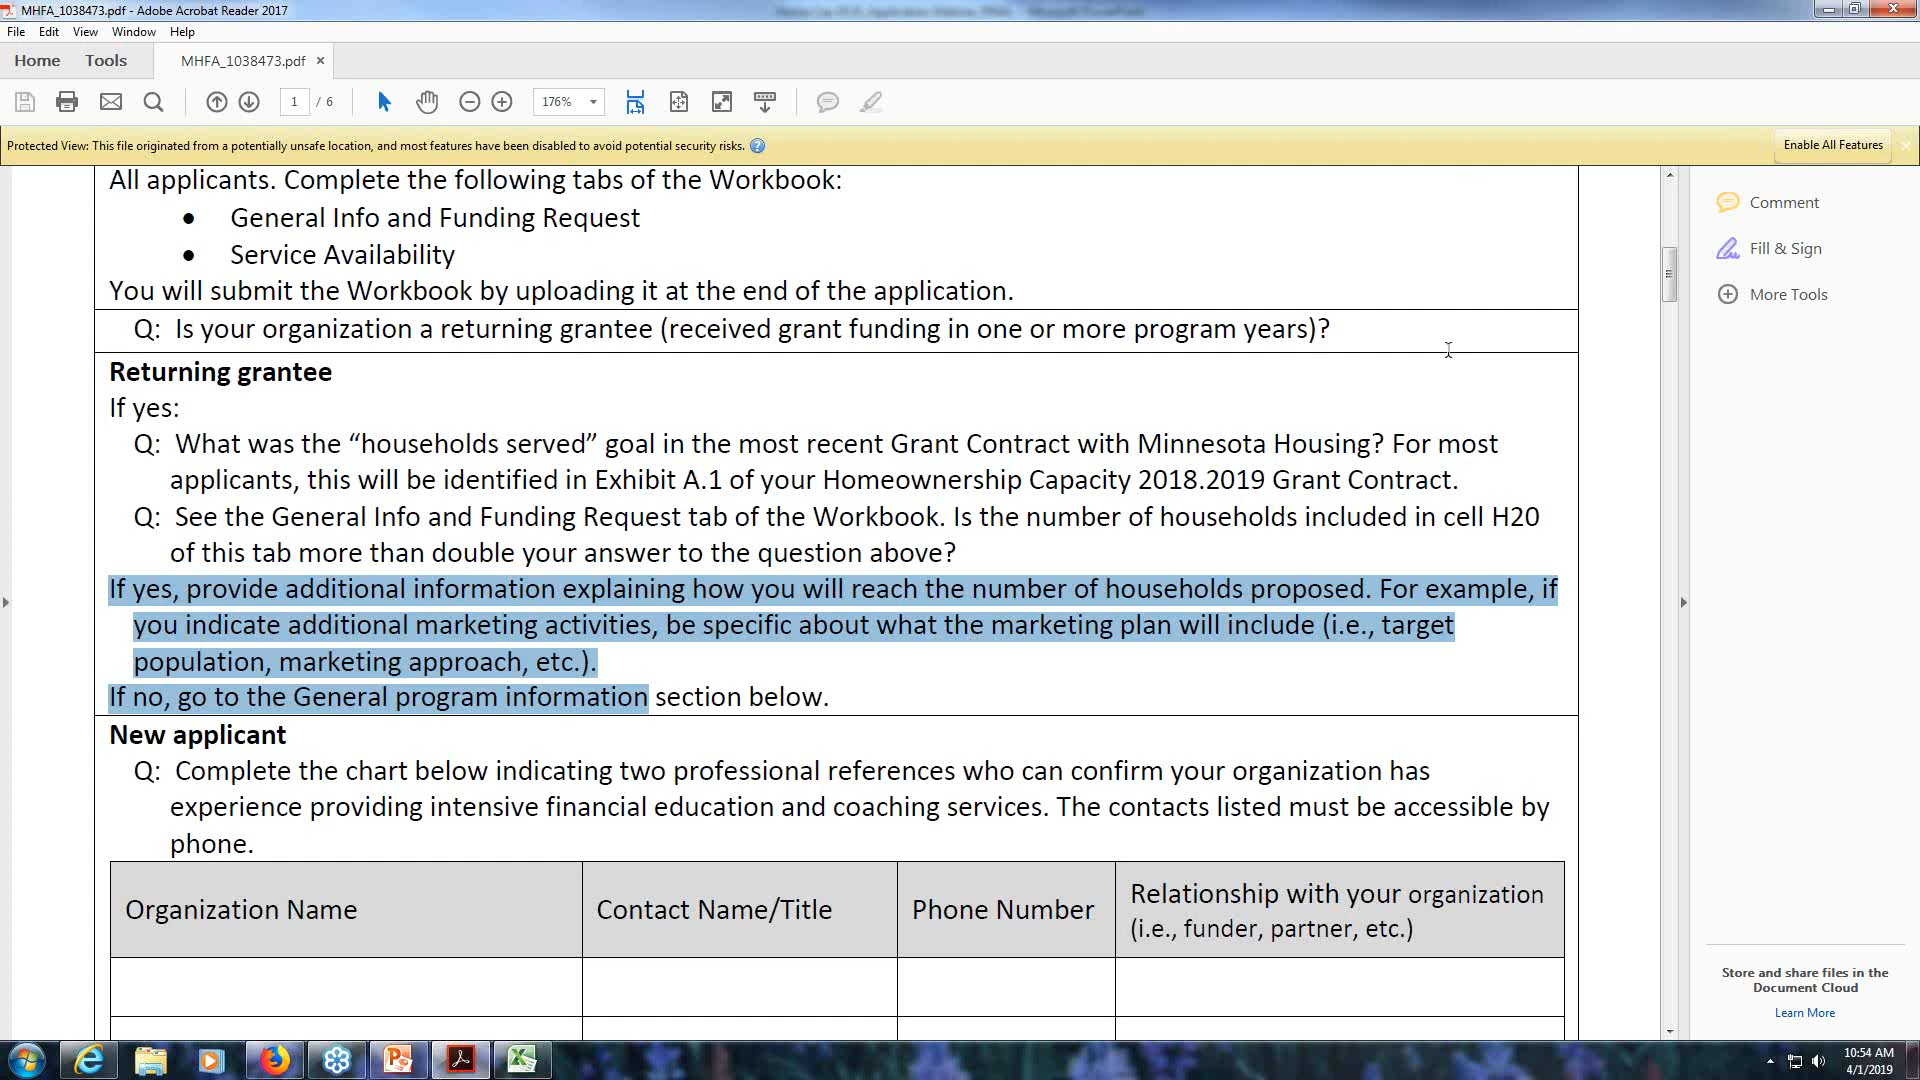 MHFA_1038473.pdf - Adobe Acrobat Reader 2017
File Edit View Window Help
Home Tools MHFA_1038473.pdf ×
1 / 6 176%
Protected View: This file originated from a potentially unsafe location, and most features have been disabled to avoid potential security risks. Enable All Features
All applicants. Complete the following tabs of the Workbook:
• General Info and Funding Request
• Service Availability
You will submit the Workbook by uploading it at the end of the application.
Q: Is your organization a returning grantee (received grant funding in one or more program years)?
Returning grantee
If yes:
Q: What was the “households served” goal in the most recent Grant Contract with Minnesota Housing? For most
applicants, this will be identified in Exhibit A.1 of your Homeownership Capacity 2018.2019 Grant Contract.
Q: See the General Info and Funding Request tab of the Workbook. Is the number of households included in cell H20
of this tab more than double your answer to the question above?
If yes, provide additional information explaining how you will reach the number of households proposed. For example, if
you indicate additional marketing activities, be specific about what the marketing plan will include (i.e., target
population, marketing approach, etc.).
If no, go to the General program information section below.
New applicant
Q: Complete the chart below indicating two professional references who can confirm your organization has
experience providing intensive financial education and coaching services. The contacts listed must be accessible by
phone.
Organization Name
Contact Name/Title
Phone Number
Relationship with your organization
(i.e., funder, partner, etc.)
Comment
Fill & Sign
More Tools
Store and share files in the
Document Cloud
Learn More
10:54 AM
4/1/2019